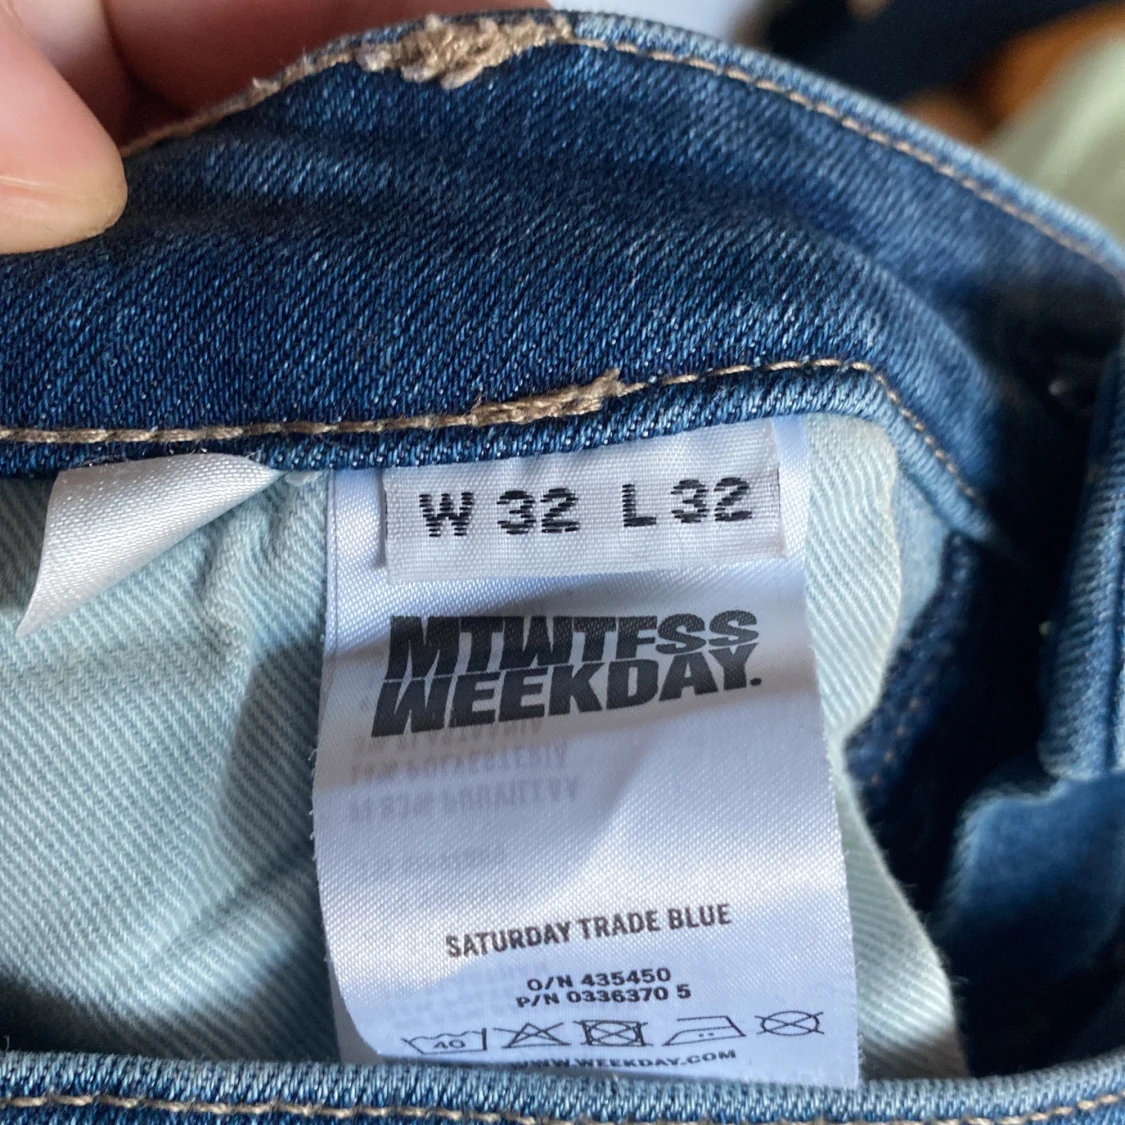 W 32 L 32
MTWTFSS
WEEKDAY.
SATURDAY TRADE BLUE
O/N 435450
P/N 0336370 5
40
WWW.WEEKDAY.COM